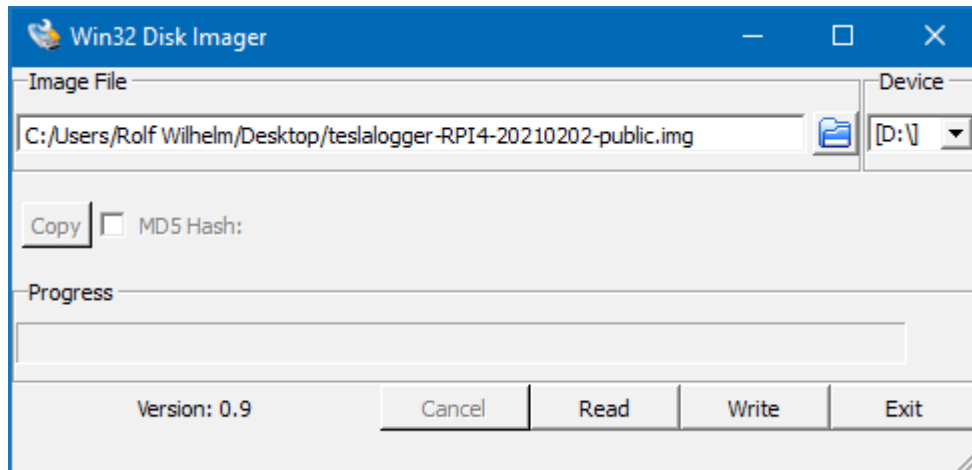 Win32 Disk Imager
Image File
Device
C:/Users/Rolf Wilhelm/Desktop/teslalogger-RPI4-20210202-public.img
[D:\]
Copy
MD5 Hash:
Progress
Version: 0.9
Cancel
Read
Write
Exit